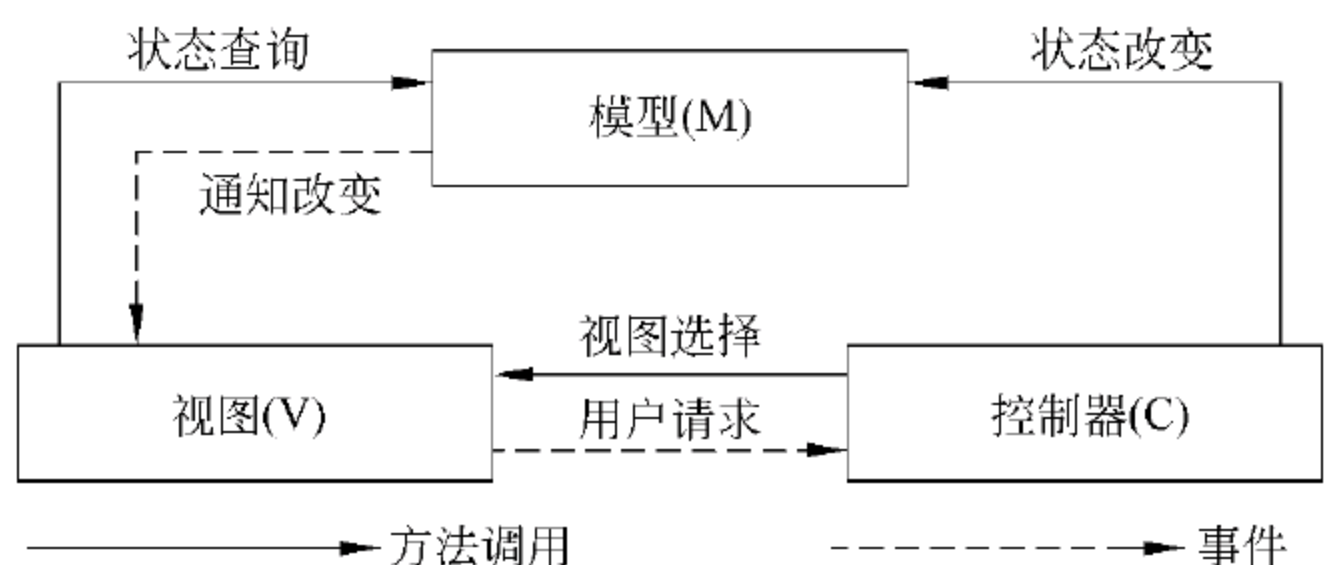 状态查询
状态改变
模型(M)
通知改变
视图选择
视图(V)
用户请求
控制器(C)
方法调用
事件